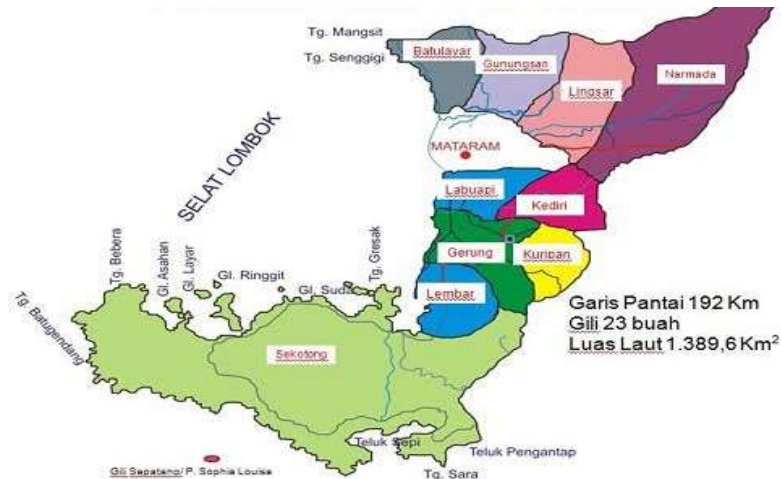 Tg. Mangsit
Tg. Senggigi
Batulayar
Gunungsari
Lingsar
Narmada
MATARAM
SELAT LOMBOK
Labuapi
Kediri
Gerung
Kuripan
Lembar
Tg. Bebera
Gl. Asahan
Gl. Layar
Gl. Ringgit
Gl. Sudat
Tg. Gresak
Tg. Batugendang
Sekotong
Garis Pantai 192 Km
Gili 23 buah
Luas Laut 1.389,6 Km²
Teluk Sepi
Teluk Pengantap
Tg. Sara
Gili Sepatang/ P. Sophia Louisa